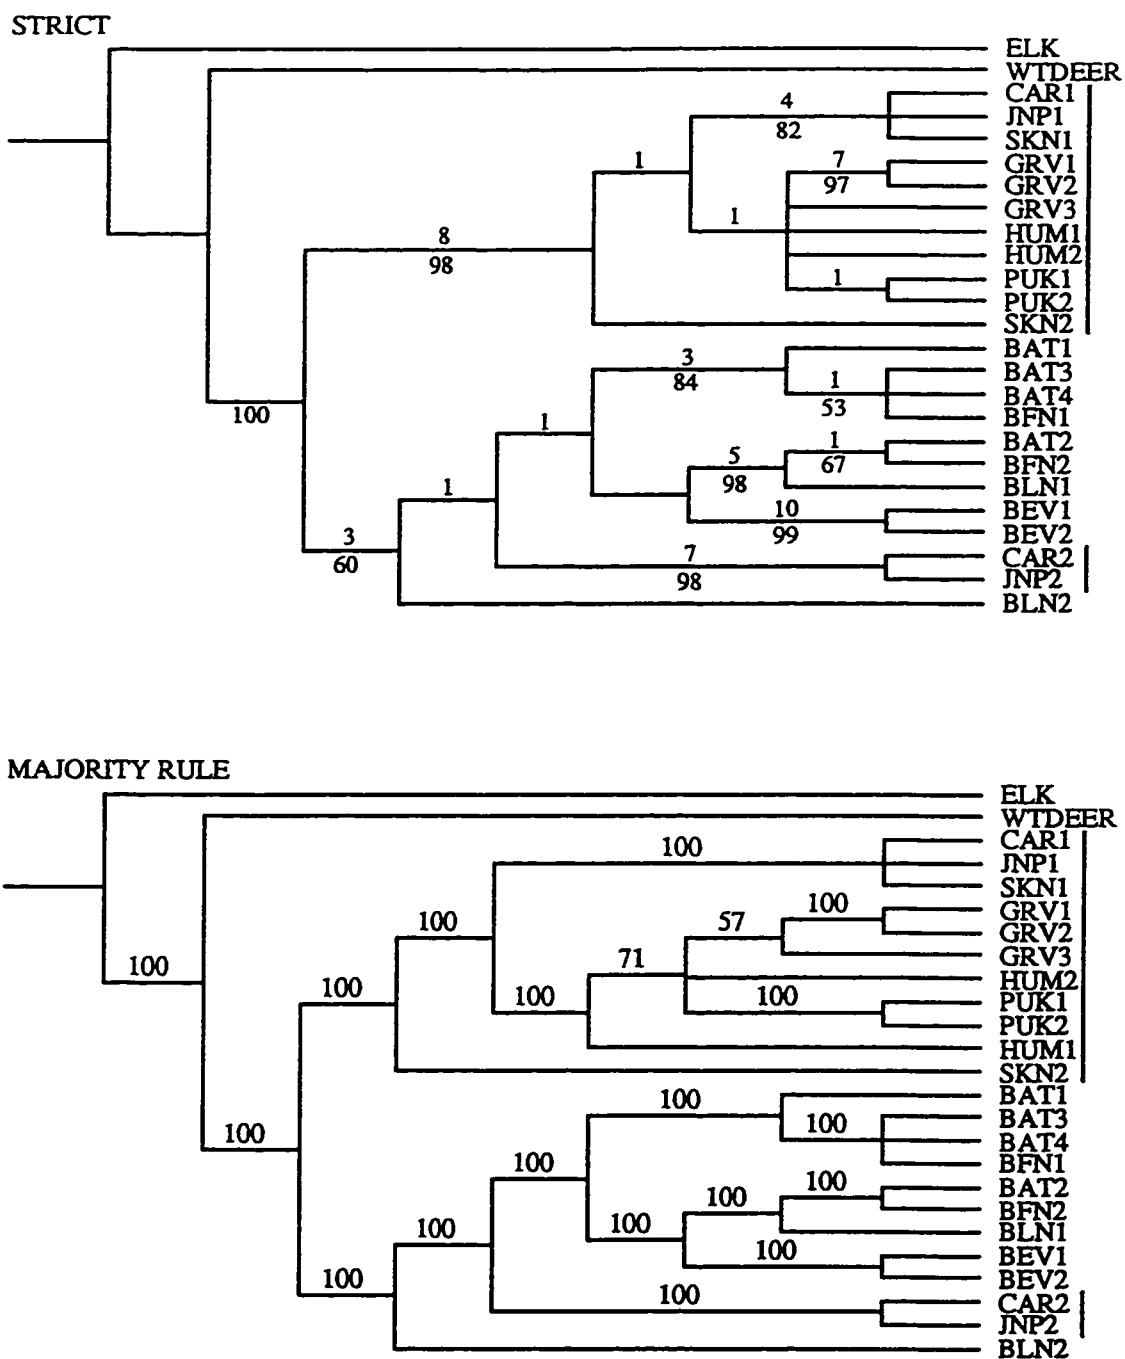 STRICT
ELK
WTDEER
CAR1
4
JNP1
82
SKN1
1
7
GRV1
97
GRV2
GRV3
1
HUM1
8
HUM2
98
1
PUK1
PUK2
SKN2
3
BAT1
84
BAT3
1
BAT4
100
53
BFN1
1
1
BAT2
5
67
BFN2
98
BLN1
1
10
BEV1
99
BEV2
3
7
CAR2
60
98
JNP2
BLN2
MAJORITY RULE
ELK
WTDEER
CAR1
100
JNP1
SKN1
100
GRV1
100
57
GRV2
GRV3
100
71
HUM2
100
100
100
PUK1
PUK2
HUM1
SKN2
100
BAT1
100
BAT3
100
BAT4
100
BFN1
100
BAT2
100
BFN2
100
100
BLN1
100
BEV1
100
BEV2
100
100
CAR2
JNP2
BLN2